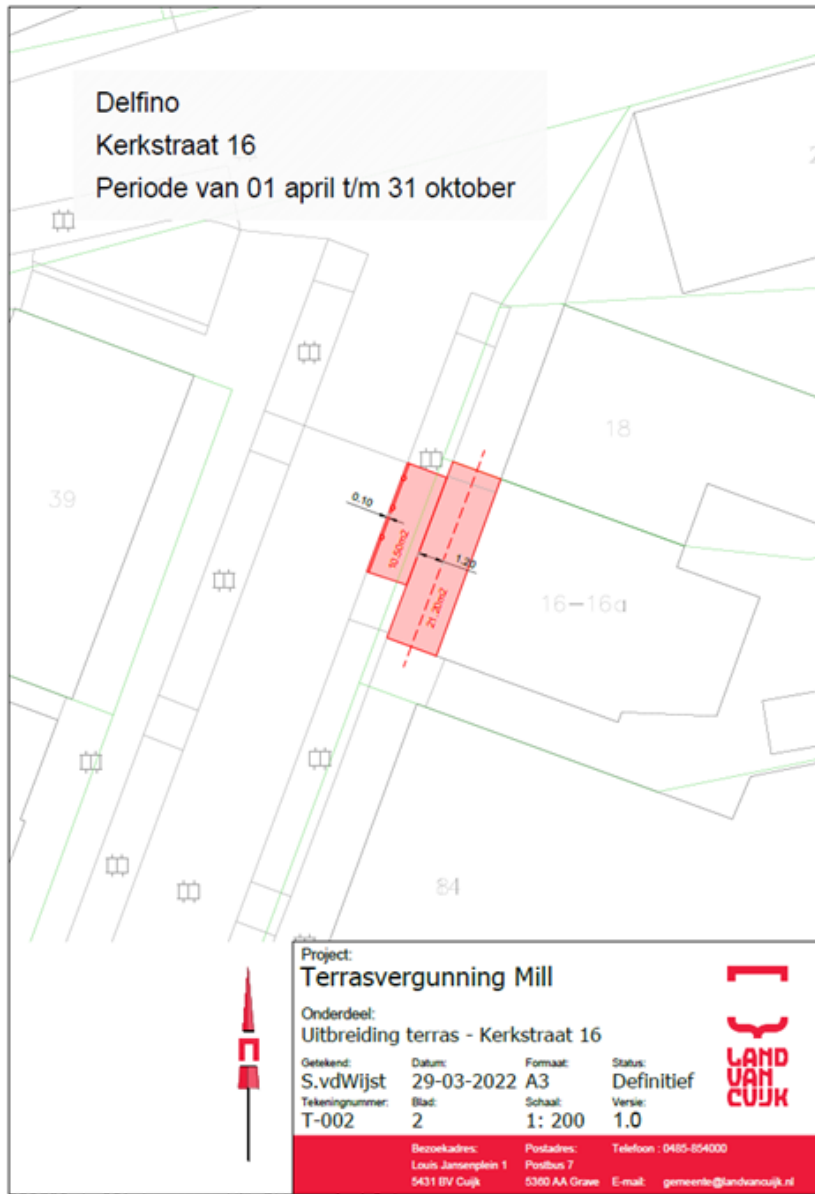 Delfino
Kerkstraat 16
Periode van 01 april t/m 31 oktober
18
39
0.10
10.50m2
1.20
21.20m2
16-16a
84
Project:
Terrasvergunning Mill
Onderdeel:
Uitbreiding terras - Kerkstraat 16
Getekend: Datum: Formaat: Status:
S.vdWijst 29-03-2022 A3 Definitief
Tekeningnummer: Blad: Schaal: Versie:
T-002 2 1: 200 1.0
LAND
VAN
CUIJK
Bezoekadres: Postadres: Telefoon : 0485-854000
Louis Jansenplein 1 Postbus 7
5431 BV Cuijk 5360 AA Grave E-mail: gemeente@landvancuijk.nl